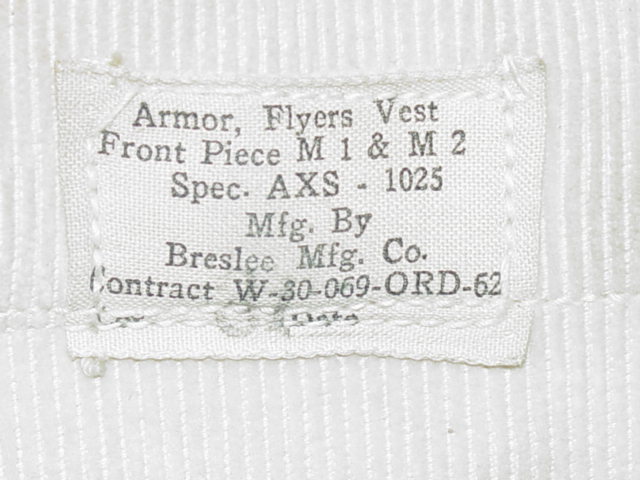 Armor, Flyers Vest
Front Piece M 1 & M 2
Spec. AXS - 1025
Mfg. By
Breslee Mfg. Co.
Contract W-30-069-ORD-62
Date